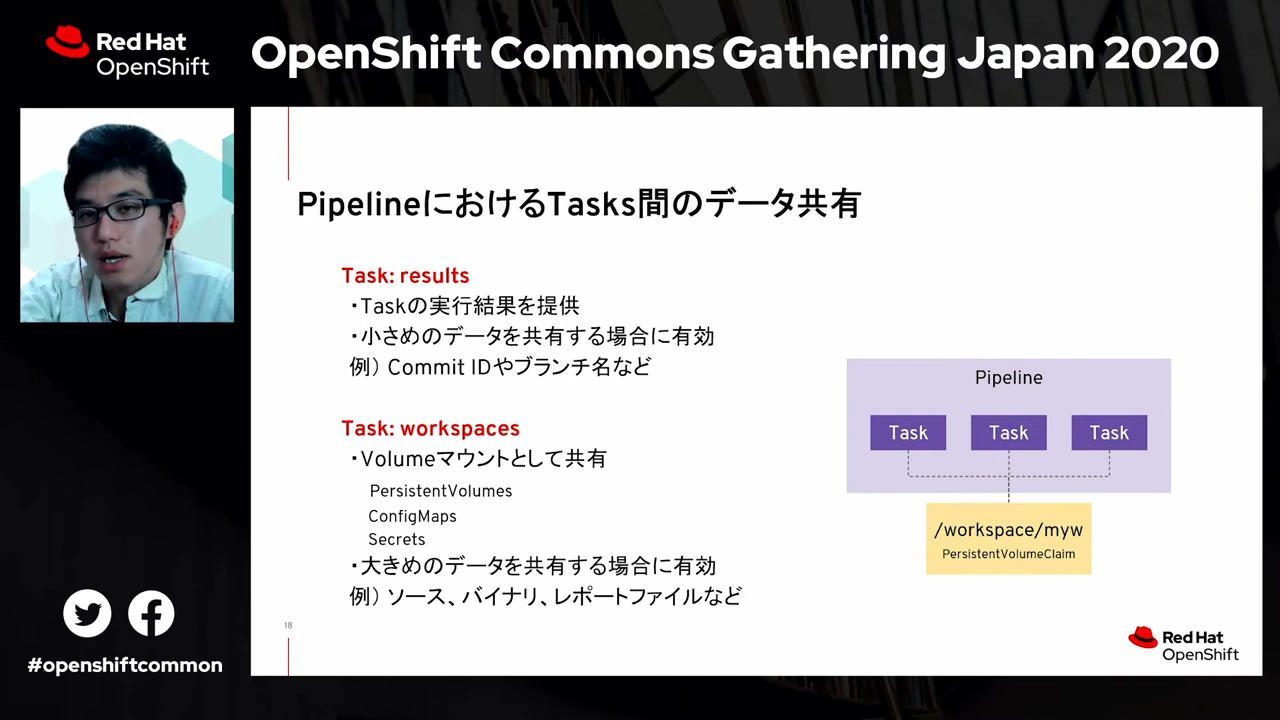 Red Hat
OpenShift
OpenShift Commons Gathering Japan 2020
PipelineにおけるTasks間のデータ共有
Task: results
・Taskの実行結果を提供
・小さめのデータを共有する場合に有効
例） Commit IDやブランチ名など
Task: workspaces
・Volumeマウントとして共有
PersistentVolumes
ConfigMaps
Secrets
・大きめのデータを共有する場合に有効
例） ソース、バイナリ、レポートファイルなど
Pipeline
Task Task Task
/workspace/myw
PersistentVolumeClaim
18
Red Hat
OpenShift
#openshiftcommon